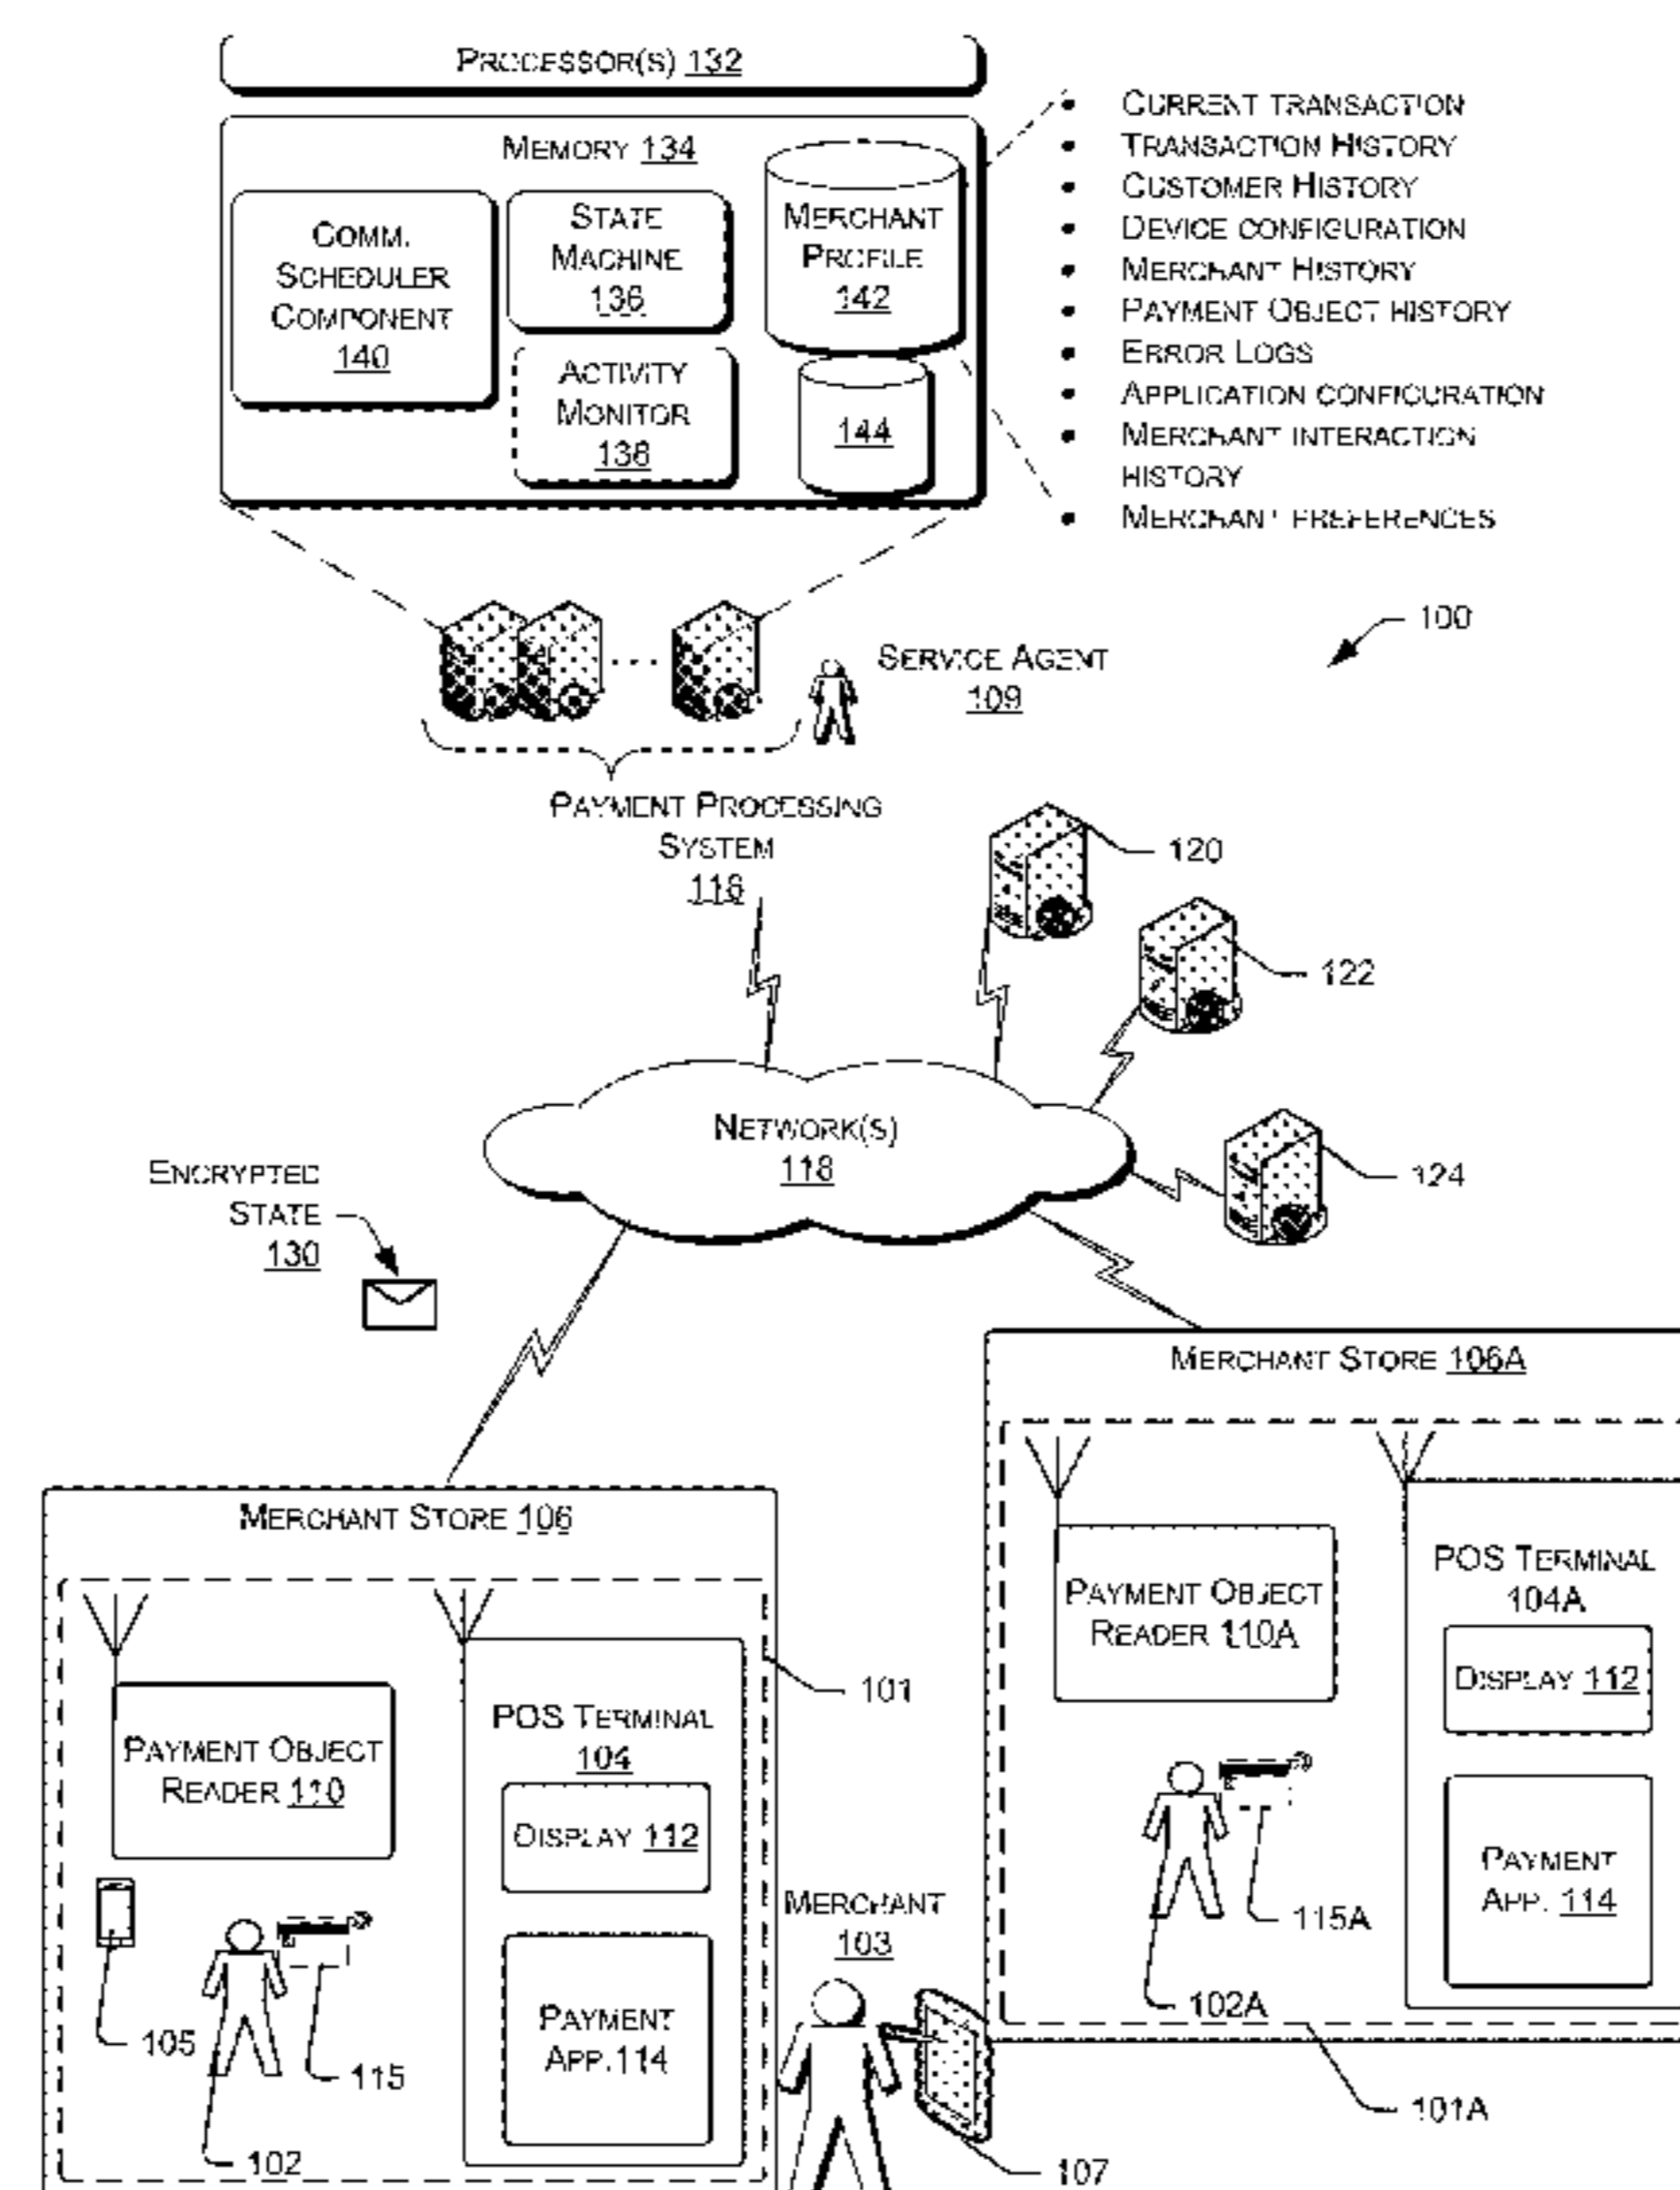 PROCESSOR(S) 132
MEMORY 134
COMM.
SCHEDULER
COMPONENT
140
STATE
MACHINE
136
ACTIVITY
MONITOR
138
MERCHANT
PROFILE
142
144
• CURRENT TRANSACTION
• TRANSACTION HISTORY
• CUSTOMER HISTORY
• DEVICE CONFIGURATION
• MERCHANT HISTORY
• PAYMENT OBJECT HISTORY
• ERROR LOGS
• APPLICATION CONFIGURATION
• MERCHANT INTERACTION
HISTORY
• MERCHANT PREFERENCES
100
SERVICE AGENT
109
PAYMENT PROCESSING
SYSTEM
116
120
122
NETWORK(S)
118
124
ENCRYPTED
STATE
130
MERCHANT STORE 106A
PAYMENT OBJECT
READER 110A
POS TERMINAL
104A
DISPLAY 112
PAYMENT
APP. 114
115A
102A
101A
MERCHANT STORE 106
101
PAYMENT OBJECT
READER 110
POS TERMINAL
104
DISPLAY 112
PAYMENT
APP.114
105
115
102
MERCHANT
103
107